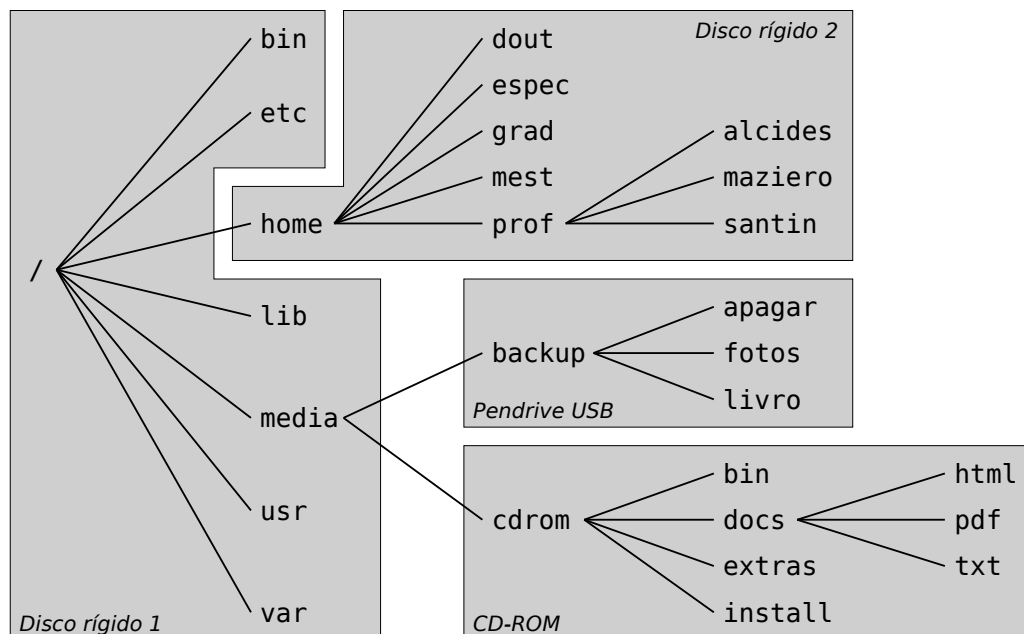 bin
dout
Disco rígido 2
espec
etc
grad
alcides
mest
maziero
home
prof
santin
/
apagar
lib
backup
fotos
livro
media
Pendrive USB
bin
html
usr
cdrom
docs
pdf
extras
txt
var
install
Disco rígido 1
CD-ROM